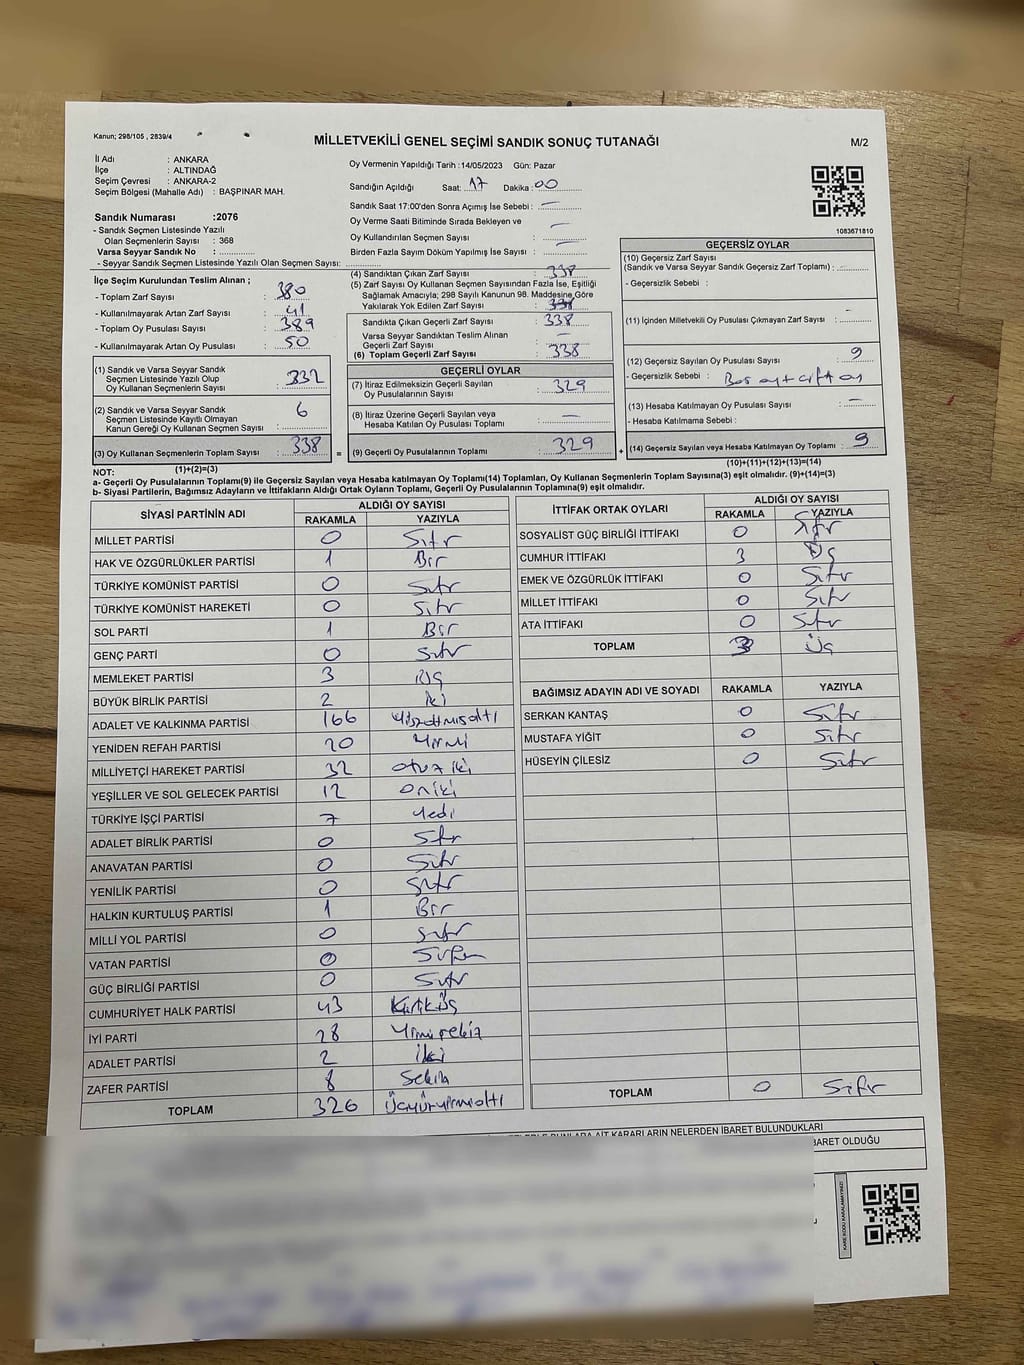 Kanun; 298/105 , 2839/4
MİLLETVEKİLİ GENEL SEÇİMİ SANDIK SONUÇ TUTANAĞI
M/2
İl Adı : ANKARA
İlçe : ALTINDAĞ
Seçim Çevresi : ANKARA-2
Seçim Bölgesi (Mahalle Adı) : BAŞPINAR MAH.
Sandık Numarası :2076
- Sandık Seçmen Listesinde Yazılı
Olan Seçmenlerin Sayısı : 368
Varsa Seyyar Sandık No :
- Seyyar Sandık Seçmen Listesinde Yazılı Olan Seçmen Sayısı:
Oy Vermenin Yapıldığı Tarih :14/05/2023 Gün: Pazar
Sandığın Açıldığı Saat: 17 Dakika : 00
Sandık Saat 17:00'den Sonra Açımış İse Sebebi : —
Oy Verme Saati Bitiminde Sırada Bekleyen ve
Oy Kullandırılan Seçmen Sayısı : —
Birden Fazla Sayım Döküm Yapılmış İse Sayısı : —
1083671810
İlçe Seçim Kurulundan Teslim Alınan ;
- Toplam Zarf Sayısı : 380
- Kullanılmayarak Artan Zarf Sayısı : 41
- Toplam Oy Pusulası Sayısı : 389
- Kullanılmayarak Artan Oy Pusulası : 50
(1) Sandık ve Varsa Seyyar Sandık
Seçmen Listesinde Yazılı Olup
Oy Kullanan Seçmenlerin Sayısı : 332
(2) Sandık ve Varsa Seyyar Sandık
Seçmen Listesinde Kayıtlı Olmayan
Kanun Gereği Oy Kullanan Seçmen Sayısı : 6
(3) Oy Kullanan Seçmenlerin Toplam Sayısı : 338
(4) Sandıktan Çıkan Zarf Sayısı : 338
(5) Zarf Sayısı Oy Kullanan Seçmen Sayısından Fazla İse, Eşitliği
Sağlamak Amacıyla; 298 Sayılı Kanunun 98. Maddesine Göre
Yakılarak Yok Edilen Zarf Sayısı : 338
Sandıkta Çıkan Geçerli Zarf Sayısı : 338
Varsa Seyyar Sandıktan Teslim Alınan
Geçerli Zarf Sayısı : —
(6) Toplam Geçerli Zarf Sayısı : 338
GEÇERLİ OYLAR
(7) İtiraz Edilmeksizin Geçerli Sayılan
Oy Pusulalarının Sayısı : 329
(8) İtiraz Üzerine Geçerli Sayılan veya
Hesaba Katılan Oy Pusulası Toplamı : —
= (9) Geçerli Oy Pusulalarının Toplamı : 329
GEÇERSİZ OYLAR
(10) Geçersiz Zarf Sayısı
(Sandık ve Varsa Seyyar Sandık Geçersiz Zarf Toplamı) : —
- Geçersizlik Sebebi :
(11) İçinden Milletvekili Oy Pusulası Çıkmayan Zarf Sayısı : —
(12) Geçersiz Sayılan Oy Pusulası Sayısı : 9
- Geçersizlik Sebebi : Boş oy + çift oy
(13) Hesaba Katılmayan Oy Pusulası Sayısı : —
- Hesaba Katılmama Sebebi :
+ (14) Geçersiz Sayılan veya Hesaba Katılmayan Oy Toplamı : 9
NOT: (1)+(2)=(3)
(10)+(11)+(12)+(13)=(14)
a- Geçerli Oy Pusulalarının Toplamı(9) ile Geçersiz Sayılan veya Hesaba katılmayan Oy Toplamı(14) Toplamları, Oy Kullanan Seçmenlerin Toplam Sayısına(3) eşit olmalıdır. (9)+(14)=(3)
b- Siyasi Partilerin, Bağımsız Adayların ve İttifakların Aldığı Ortak Oyların Toplamı, Geçerli Oy Pusulalarının Toplamına(9) eşit olmalıdır.
SİYASİ PARTİNİN ADI ALDIĞI OY SAYISI
RAKAMLA YAZIYLA
MİLLET PARTİSİ 0 Sıfır
HAK VE ÖZGÜRLÜKLER PARTİSİ 1 Bir
TÜRKİYE KOMÜNİST PARTİSİ 0 Sıfır
TÜRKİYE KOMÜNİST HAREKETİ 0 Sıfır
SOL PARTİ 1 Bir
GENÇ PARTİ 0 Sıfır
MEMLEKET PARTİSİ 3 Üç
BÜYÜK BİRLİK PARTİSİ 2 iki
ADALET VE KALKINMA PARTİSİ 166 Yüzatmışaltı
YENİDEN REFAH PARTİSİ 20 Yirmi
MİLLİYETÇİ HAREKET PARTİSİ 32 otuz iki
YEŞİLLER VE SOL GELECEK PARTİSİ 12 oniki
TÜRKİYE İŞÇİ PARTİSİ 7 Yedi
ADALET BİRLİK PARTİSİ 0 Sıfır
ANAVATAN PARTİSİ 0 Sıfır
YENİLİK PARTİSİ 0 Sıfır
HALKIN KURTULUŞ PARTİSİ 1 Bir
MİLLİ YOL PARTİSİ 0 Sıfır
VATAN PARTİSİ 0
GÜÇ BİRLİĞİ PARTİSİ 0 Sıfır
CUMHURİYET HALK PARTİSİ 43 Kırküç
İYİ PARTİ 28 Yirmisekiz
ADALET PARTİSİ 2 iki
ZAFER PARTİSİ 8 Sekiz
TOPLAM 326 Üçyüzyirmialtı
İTTİFAK ORTAK OYLARI ALDIĞI OY SAYISI
RAKAMLA YAZIYLA
SOSYALİST GÜÇ BİRLİĞİ İTTİFAKI 0 Sıfır
CUMHUR İTTİFAKI 3 Üç
EMEK VE ÖZGÜRLÜK İTTİFAKI 0 Sıfır
MİLLET İTTİFAKI 0 Sıfır
ATA İTTİFAKI 0 Sıfır
TOPLAM 3 Üç
BAĞIMSIZ ADAYIN ADI VE SOYADI RAKAMLA YAZIYLA
SERKAN KANTAŞ 0 Sıfır
MUSTAFA YİĞİT 0 Sıfır
HÜSEYİN ÇİLESİZ 0 Sıfır
TOPLAM 0 Sıfır
BUNLARA AİT KARARLARIN NELERDEN İBARET BULUNDUKLARI
BARET OLDUĞU
KARE KODU KARALAMAYINIZ!